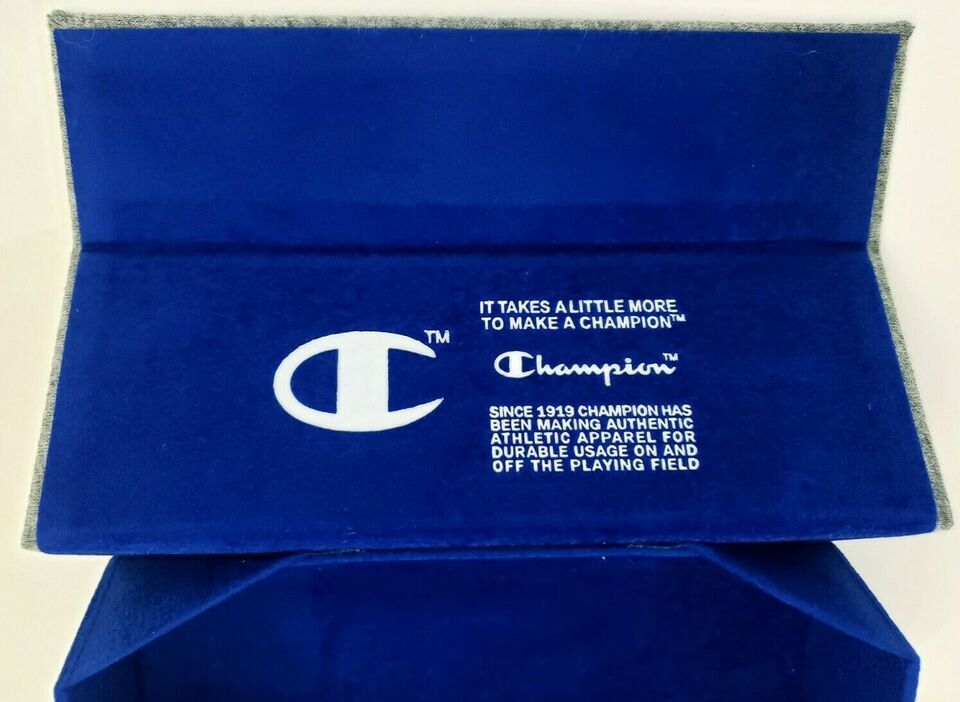 C™
IT TAKES A LITTLE MORE
TO MAKE A CHAMPION™
Champion™
SINCE 1919 CHAMPION HAS
BEEN MAKING AUTHENTIC
ATHLETIC APPAREL FOR
DURABLE USAGE ON AND
OFF THE PLAYING FIELD